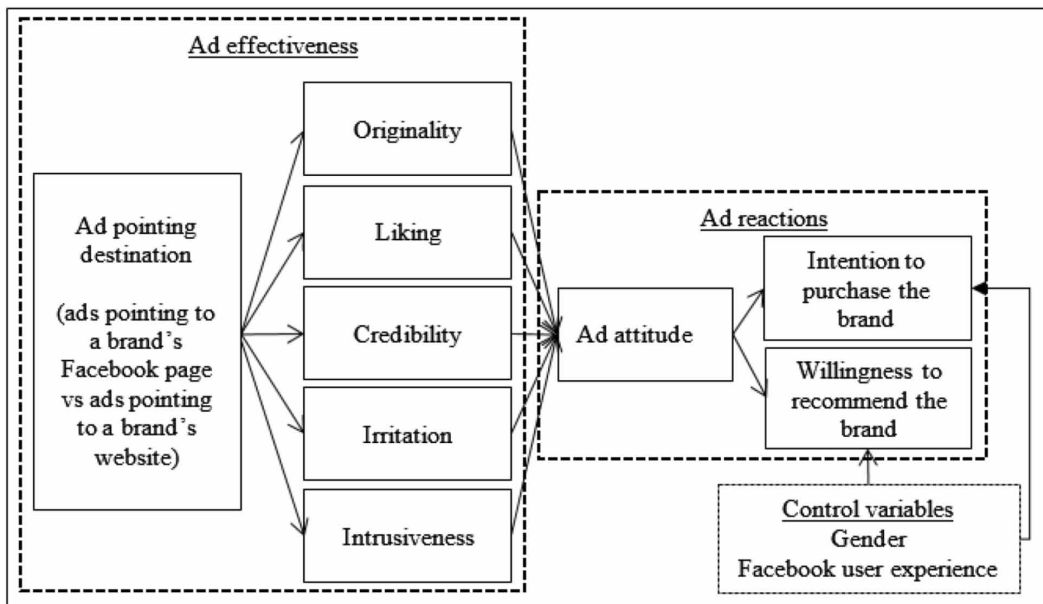 Ad effectiveness
Ad pointing
destination
(ads pointing to
a brand’s
Facebook page
vs ads pointing
to a brand’s
website)
Originality
Liking
Credibility
Irritation
Intrusiveness
Ad reactions
Ad attitude
Intention to
purchase the
brand
Willingness to
recommend the
brand
Control variables
Gender
Facebook user experience